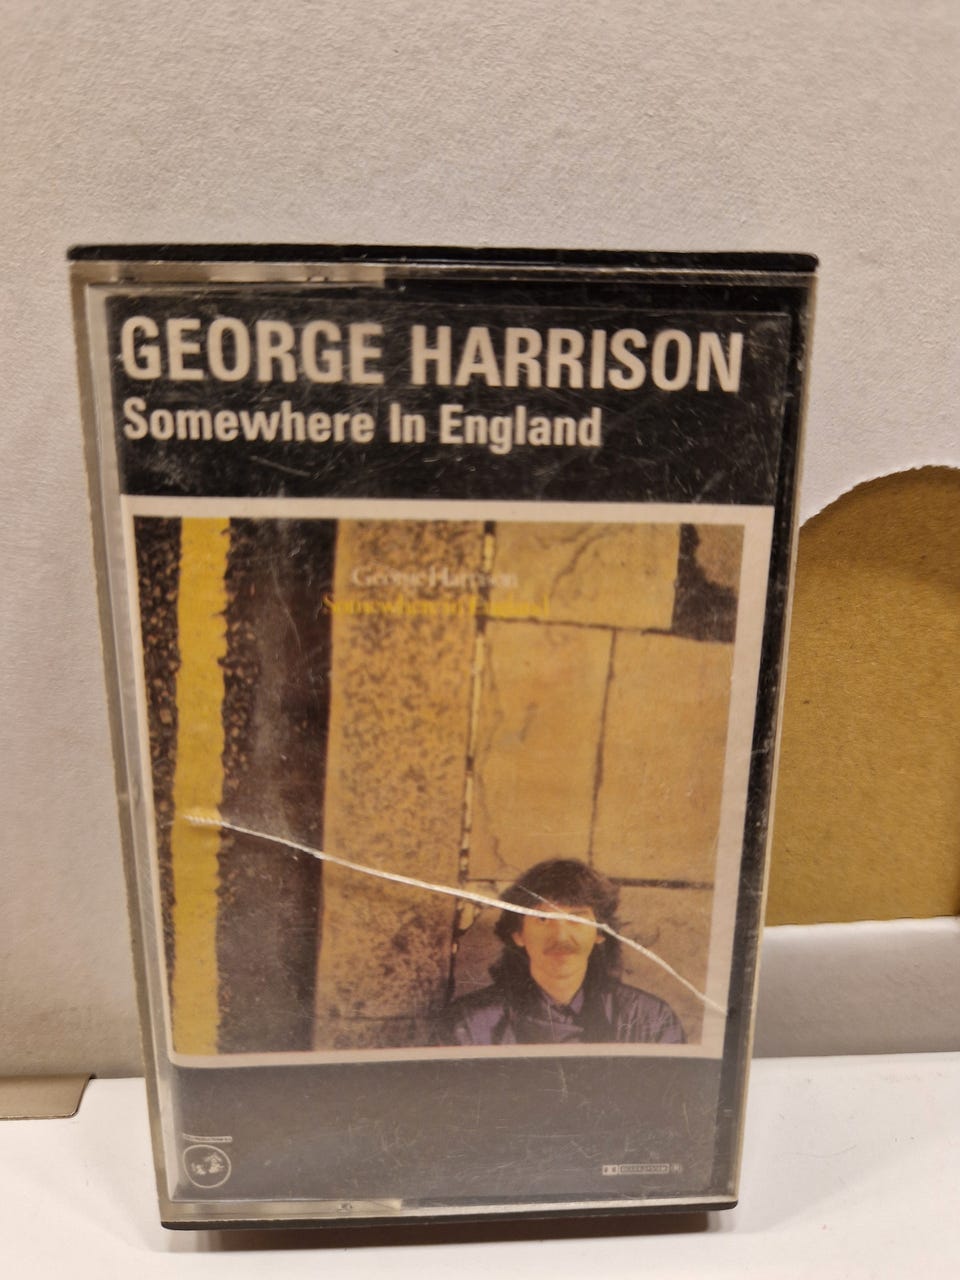 GEORGE HARRISON
Somewhere In England
George Harrison
Somewhere in England